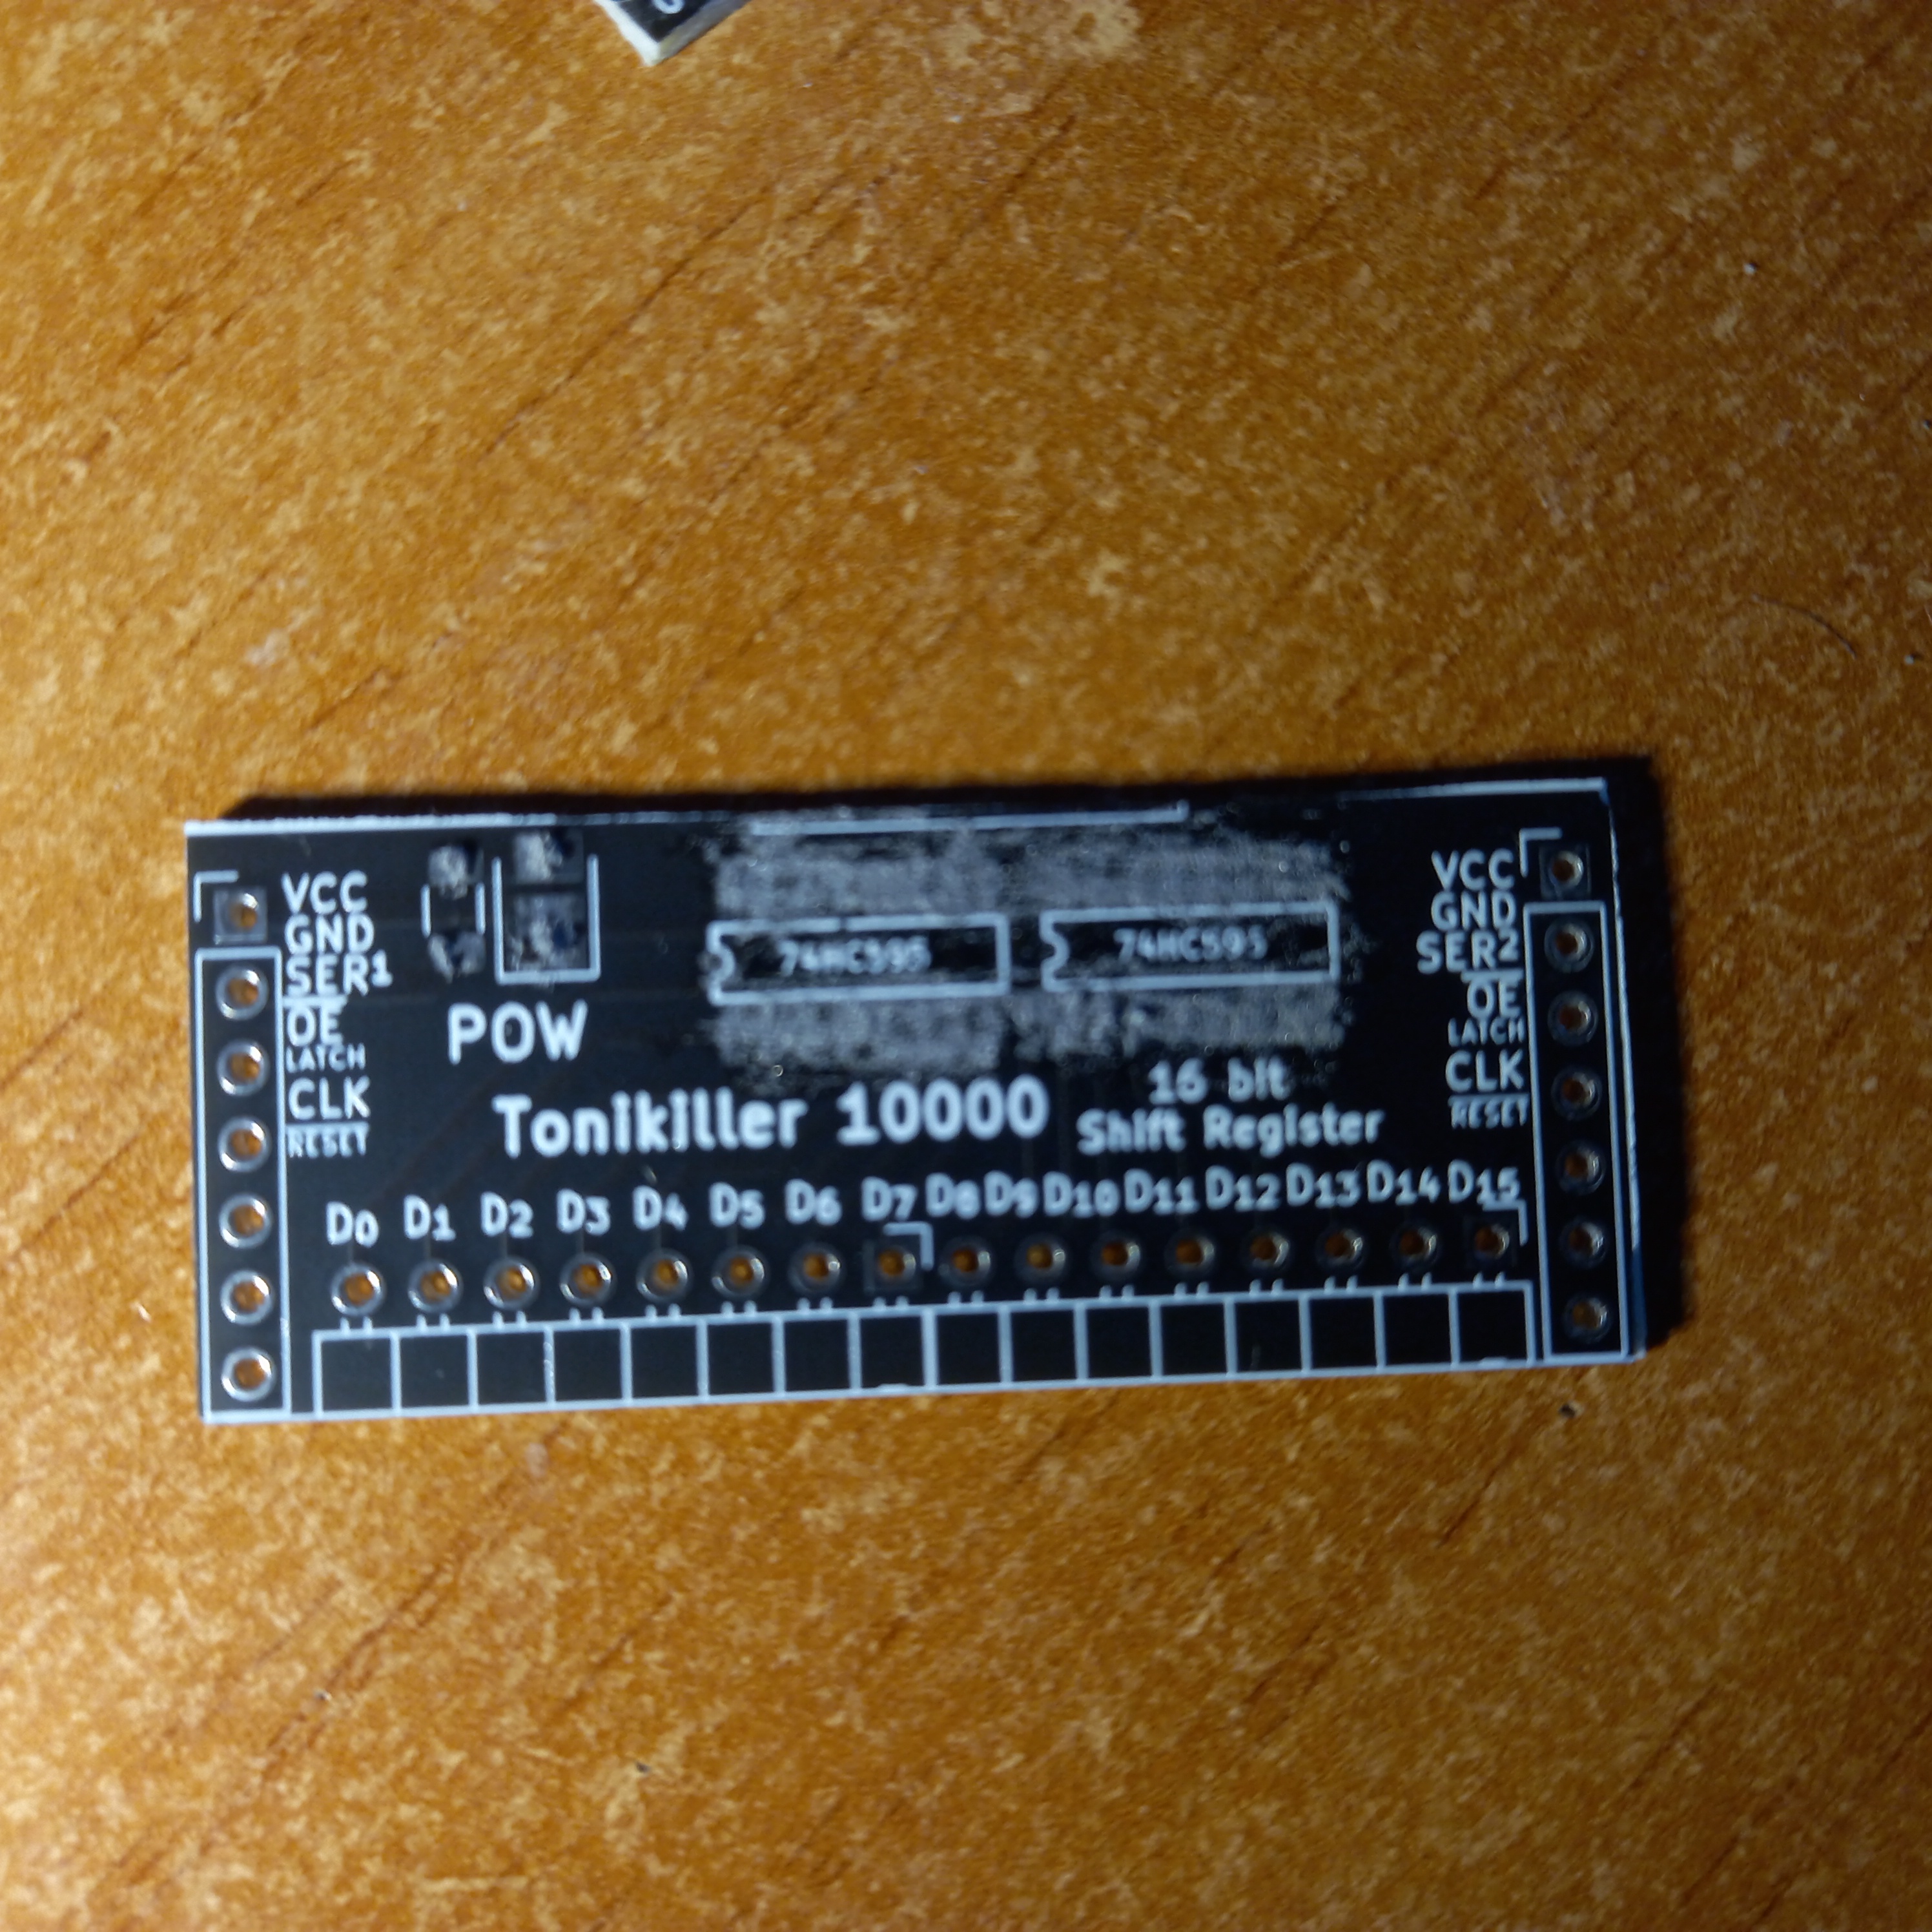 VCC
GND
SER1
OE
LATCH
CLK
RESET
POW
74HC595
74HC595
Tonikiller 10000
16 bit
Shift Register
D0 D1 D2 D3 D4 D5 D6 D7 D8 D9 D10 D11 D12 D13 D14 D15
VCC
GND
SER2
OE
LATCH
CLK
RESET